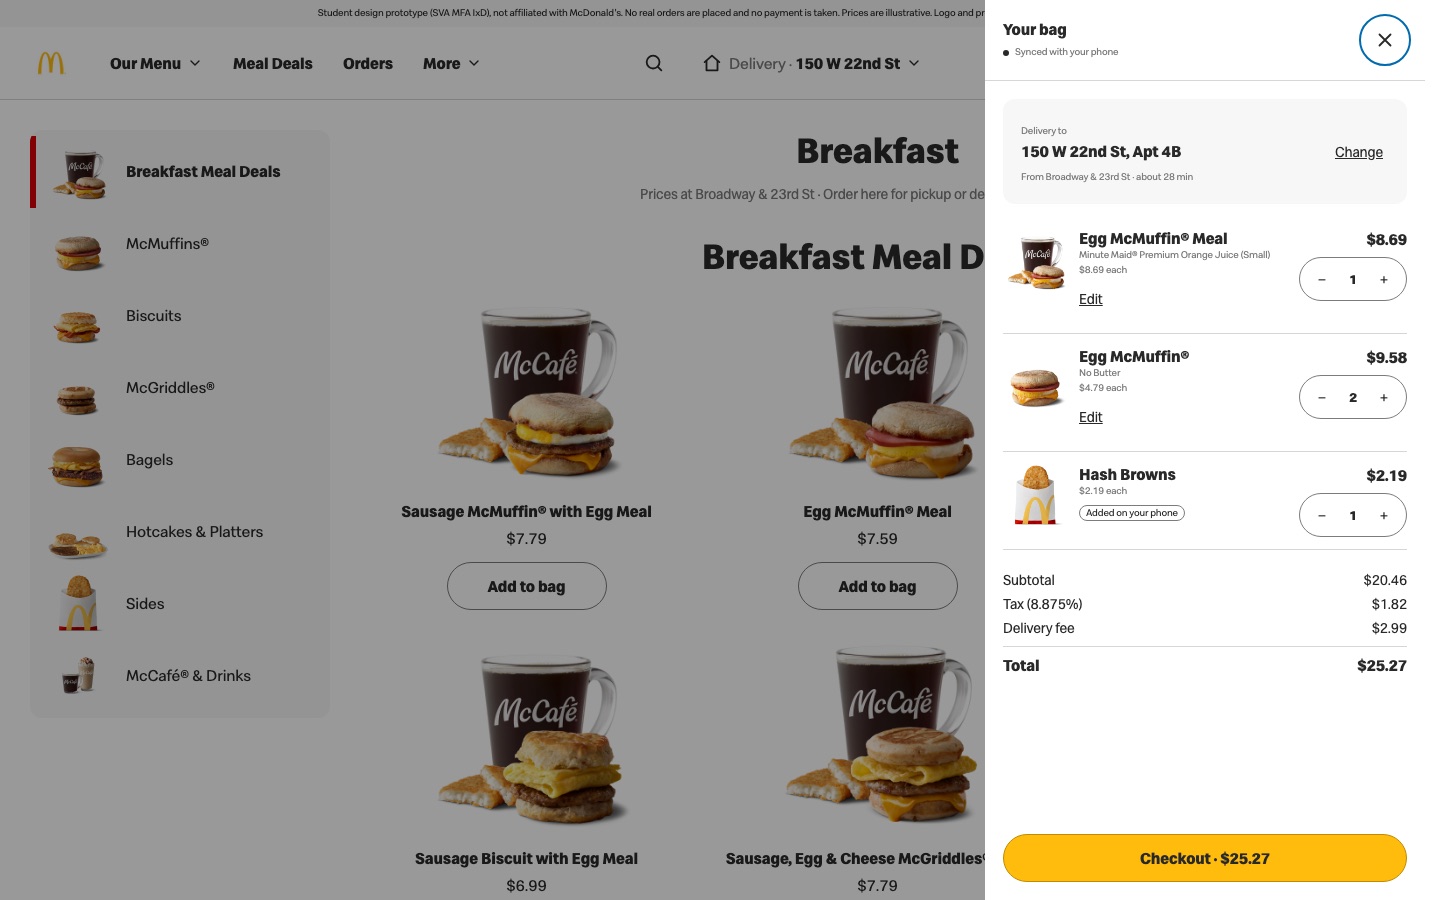 Student design prototype (SVA MFA IxD), not affiliated with McDonald's. No real orders are placed and no payment is taken. Prices are illustrative. Logo and
Our Menu
Meal Deals
Orders
More
Delivery · 150 W 22nd St
Breakfast Meal Deals
McMuffins®
Biscuits
McGriddles®
Bagels
Hotcakes & Platters
Sides
McCafé® & Drinks
Breakfast
Prices at Broadway & 23rd St · Order here for pickup or
Breakfast Meal
McCafé
McCafé
Sausage McMuffin® with Egg Meal
$7.79
Add to bag
Egg McMuffin® Meal
$7.59
Add to bag
McCafé
McCafé
Sausage Biscuit with Egg Meal
$6.99
Sausage, Egg & Cheese McGriddles®
$7.79
Your bag
Synced with your phone
Delivery to
150 W 22nd St, Apt 4B
Change
From Broadway & 23rd St · about 28 min
McCafé
Egg McMuffin® Meal
$8.69
Minute Maid® Premium Orange Juice (Small)
$8.69 each
− 1 +
Edit
Egg McMuffin®
$9.58
No Butter
$4.79 each
− 2 +
Edit
Hash Browns
$2.19
$2.19 each
Added on your phone
− 1 +
Subtotal $20.46
Tax (8.875%) $1.82
Delivery fee $2.99
Total $25.27
Checkout · $25.27